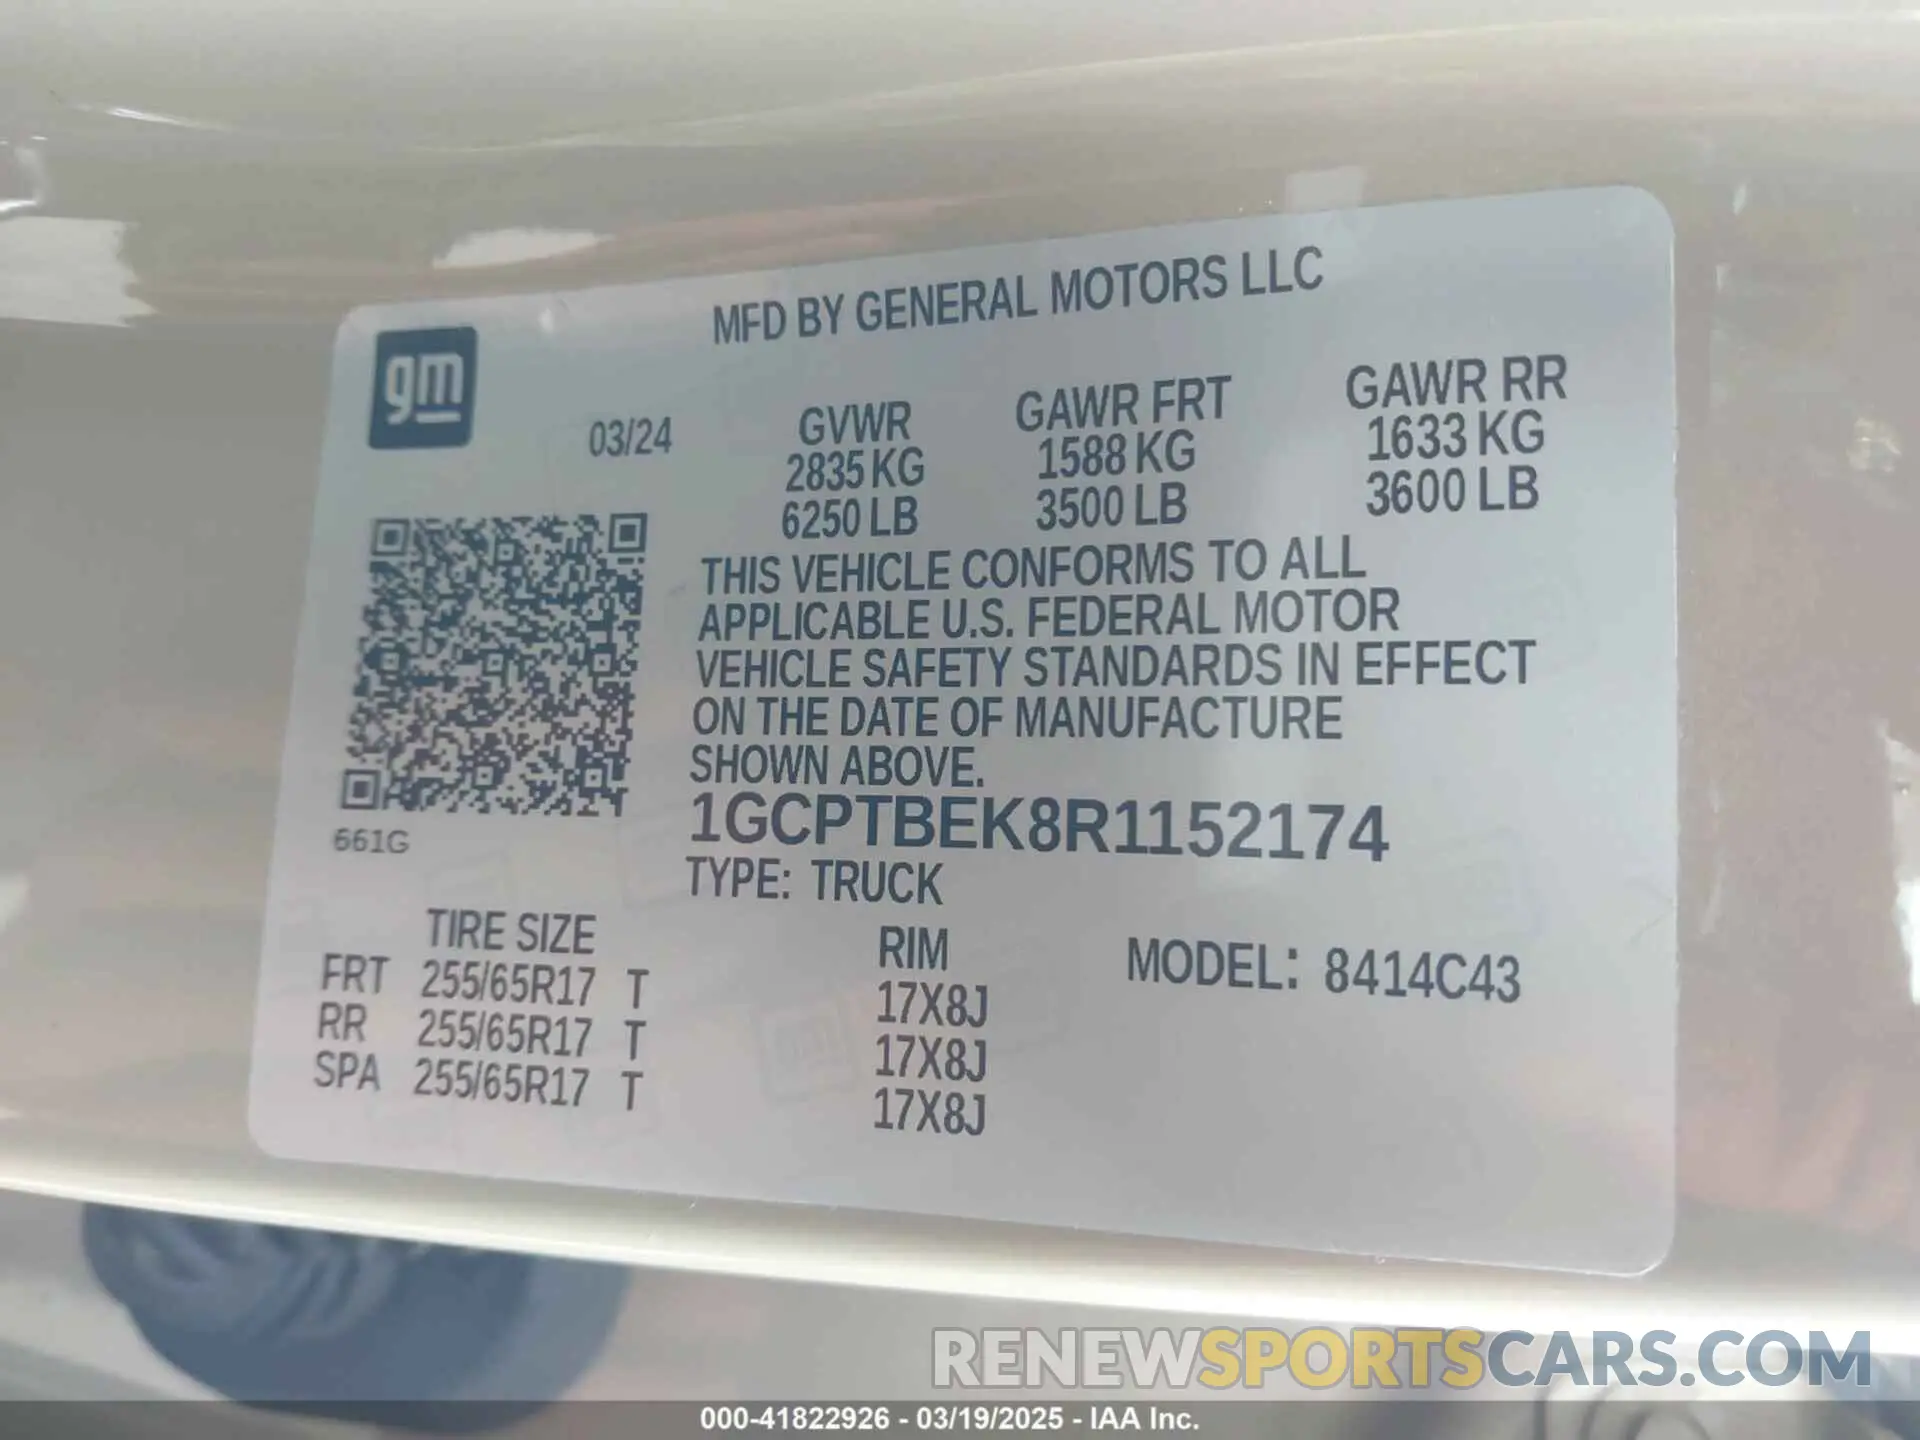 MFD BY GENERAL MOTORS LLC
gm
03/24
GVWR GAWR FRT GAWR RR
2835 KG 1588 KG 1633 KG
6250 LB 3500 LB 3600 LB
THIS VEHICLE CONFORMS TO ALL
APPLICABLE U.S. FEDERAL MOTOR
VEHICLE SAFETY STANDARDS IN EFFECT
ON THE DATE OF MANUFACTURE
SHOWN ABOVE.
1GCPTBEK8R1152174
661G
TYPE: TRUCK
TIRE SIZE RIM MODEL: 8414C43
FRT 255/65R17 T 17X8J
RR 255/65R17 T 17X8J
SPA 255/65R17 T 17X8J
RENEWSPORTSCARS.COM
000-41822926 - 03/19/2025 - IAA Inc.